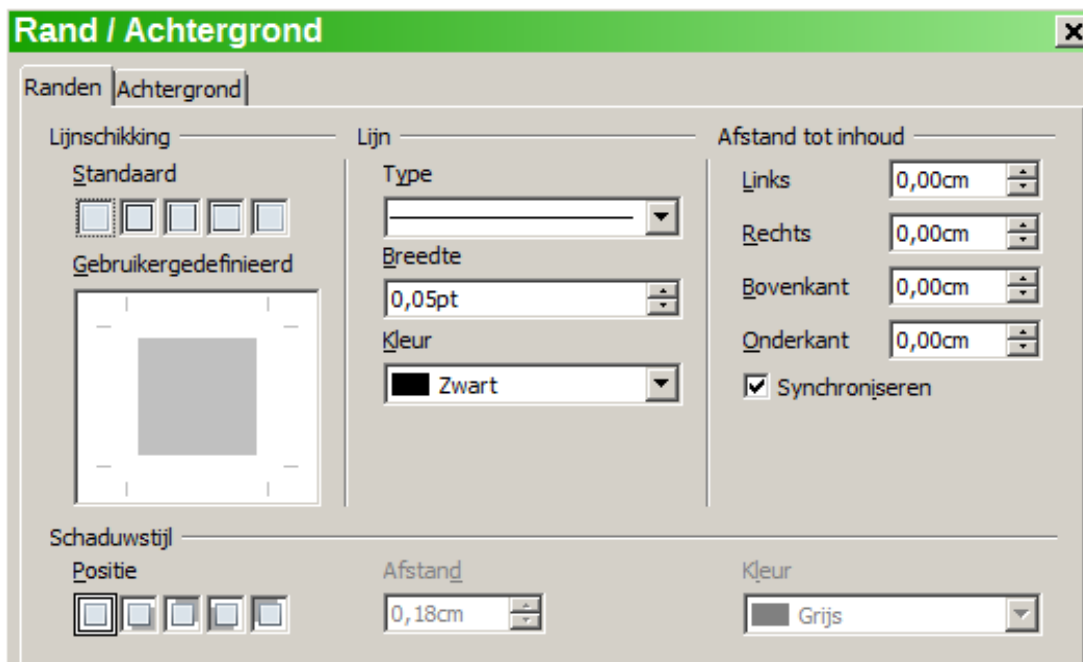 Rand / Achtergrond
Randen Achtergrond
Lijnschikking Lijn Afstand tot inhoud
Standaard Type Links 0,00cm
Rechts 0,00cm
Gebruikergedefinieerd Breedte
0,05pt Bovenkant 0,00cm
Kleur Onderkant 0,00cm
Zwart Synchroniseren
Schaduwstijl
Positie Afstand Kleur
0,18cm Grijs